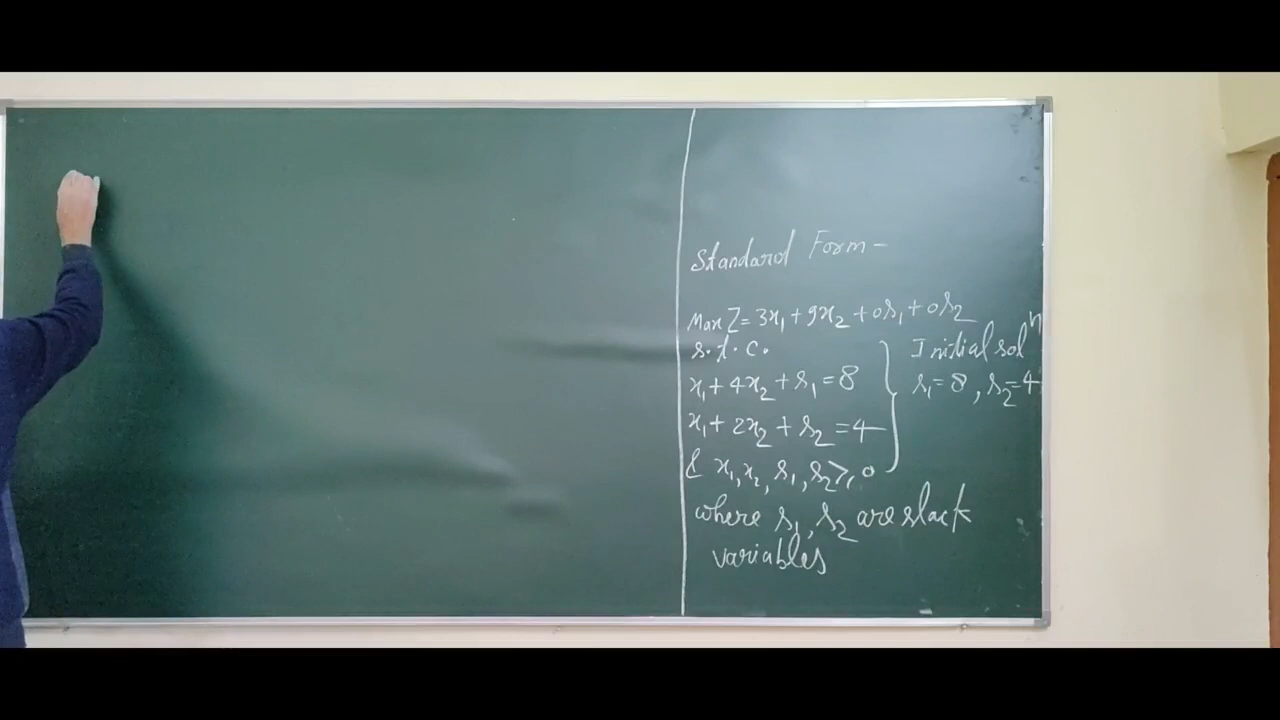 Standard Form -
Max Z = 3x₁ + 9x₂ + 0s₁ + 0s₂
s.t.c.
x₁ + 4x₂ + s₁ = 8
x₁ + 2x₂ + s₂ = 4
& x₁, x₂, s₁, s₂ ≥ 0
Initial solⁿ
s₁ = 8, s₂ = 4
where s₁, s₂ are slack
variables